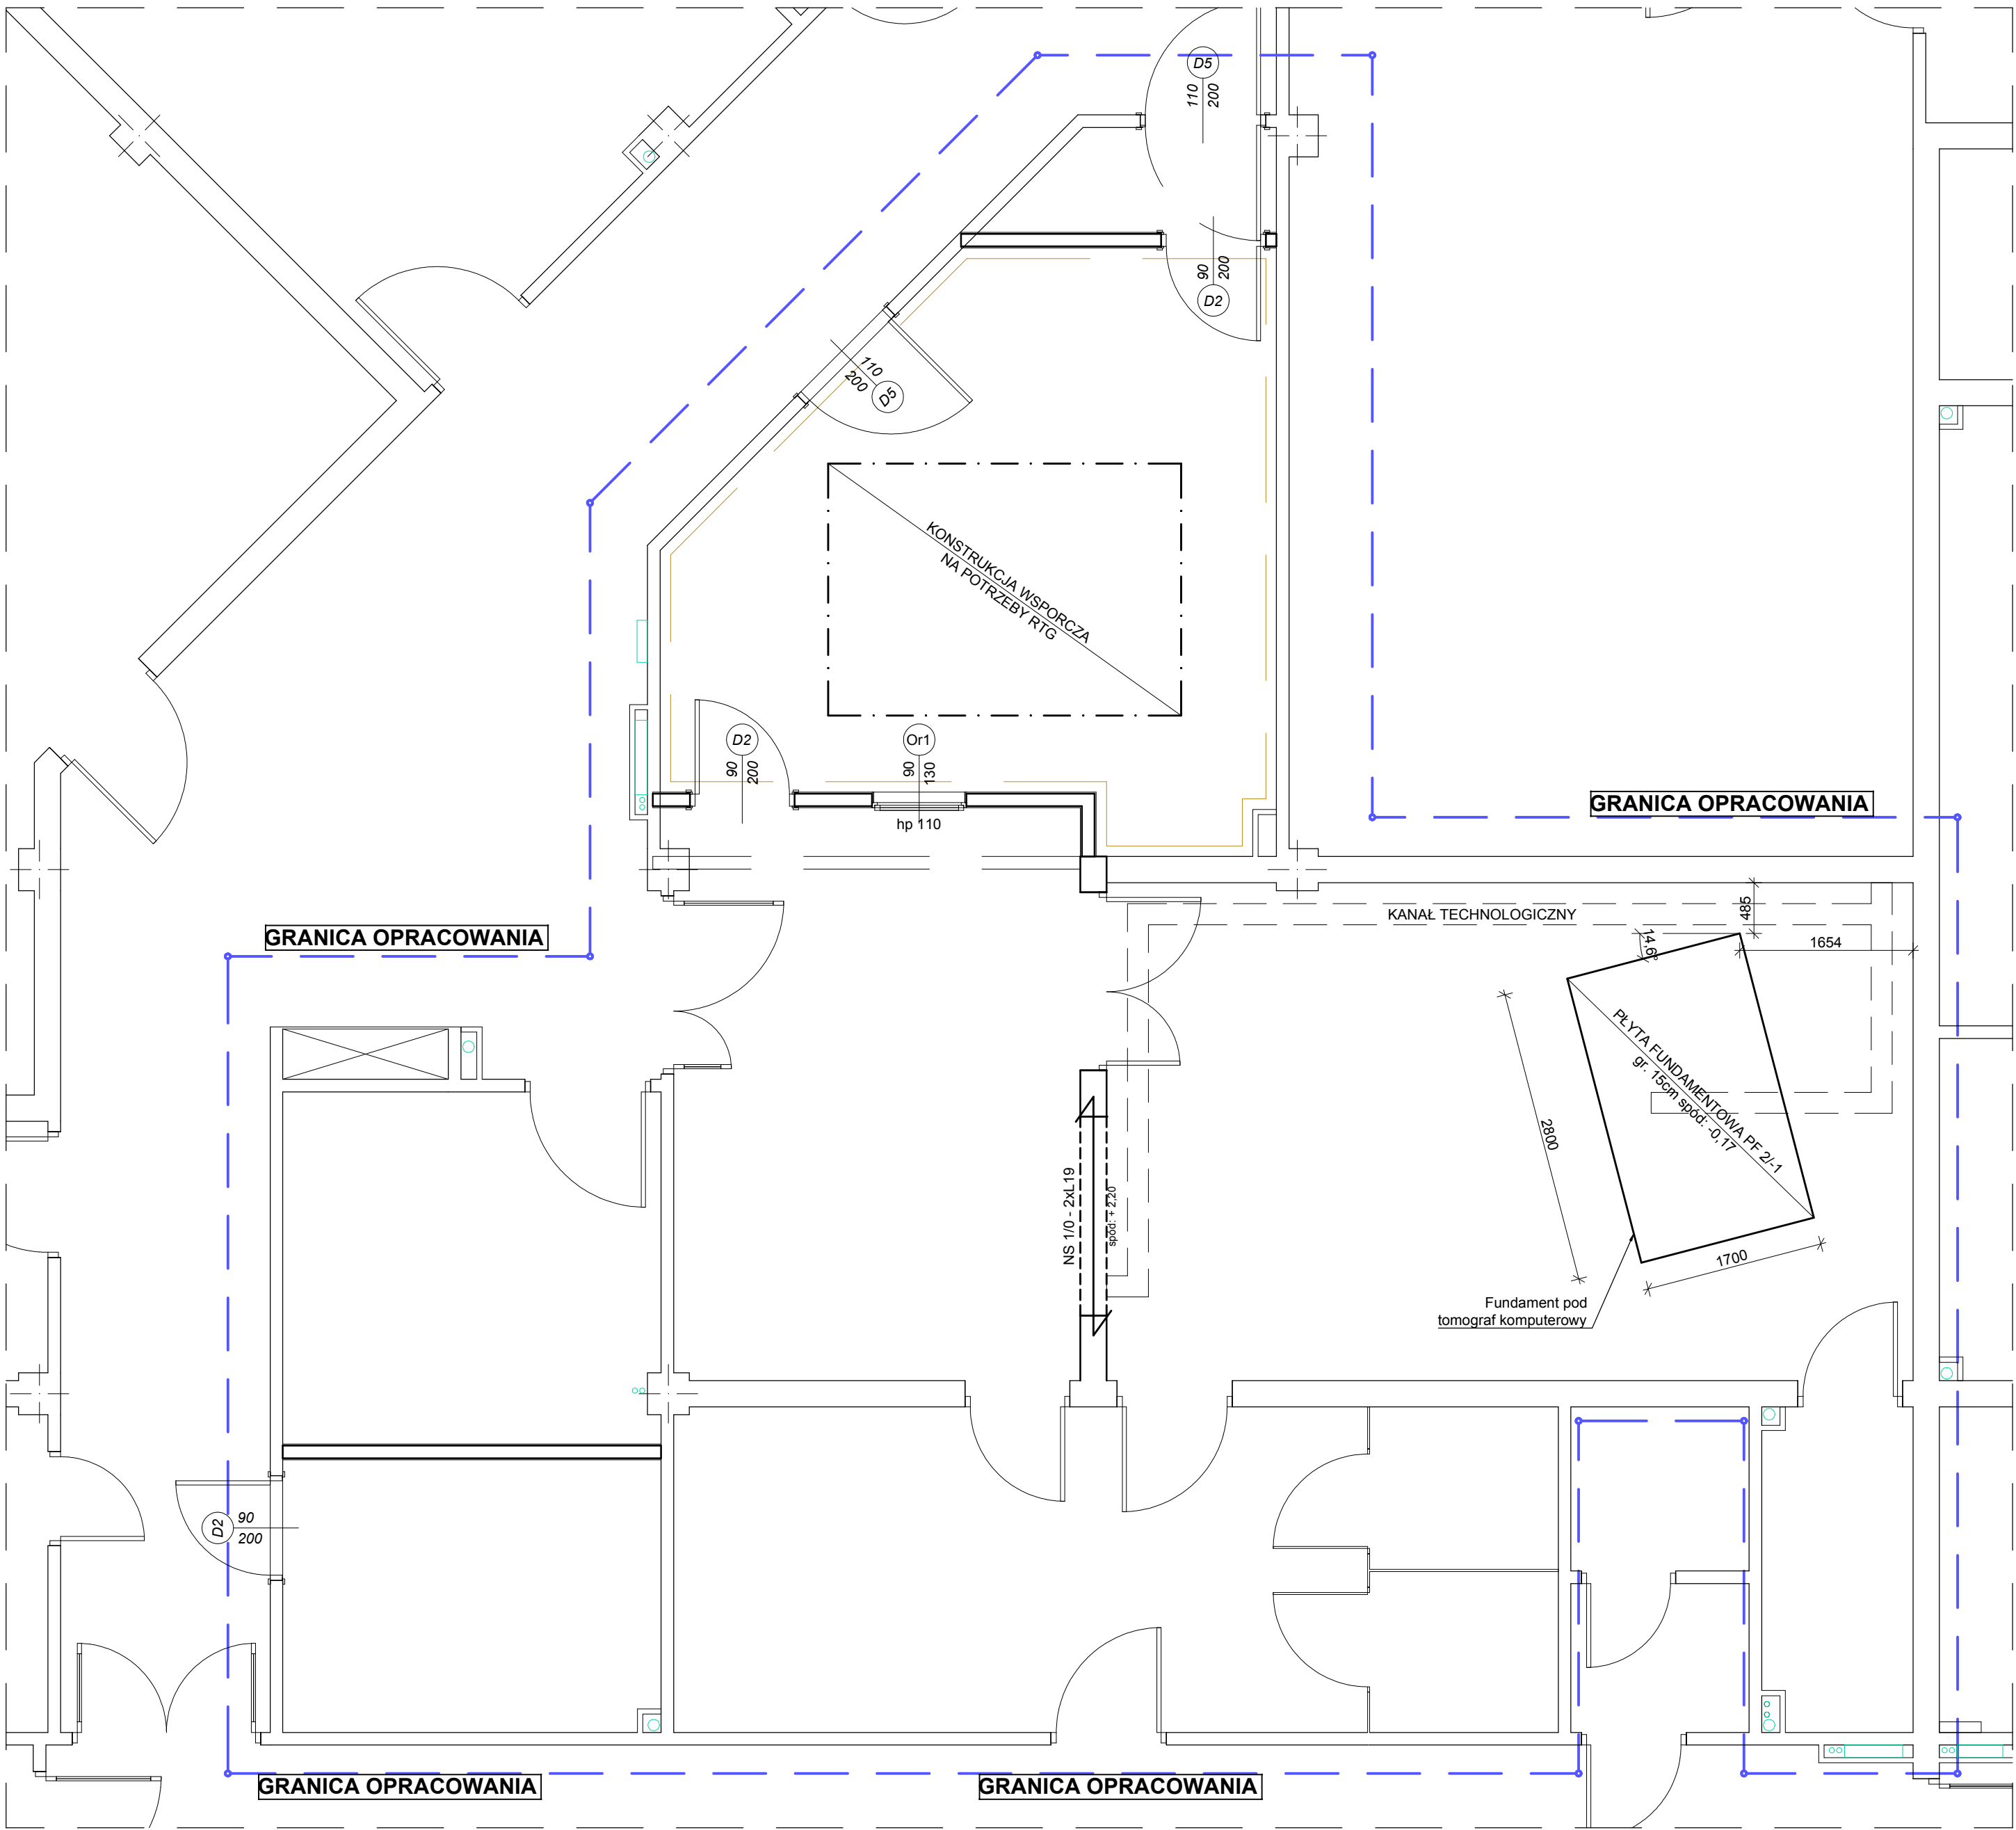 D5
110
200
90
200
D2
110
200
D5
KONSTRUKCJA WSPORCZA
NA POTRZEBY RTG
D2
90
200
Or1
90
130
hp 110
GRANICA OPRACOWANIA
GRANICA OPRACOWANIA
KANAŁ TECHNOLOGICZNY
485
14,6°
1654
PŁYTA FUNDAMENTOWA PF 2/-1
gr. 15cm spód: -0,17
2800
1700
NS 1/0 - 2xL19
spód: + 2,20
Fundament pod
tomograf komputerowy
D2
90
200
GRANICA OPRACOWANIA
GRANICA OPRACOWANIA